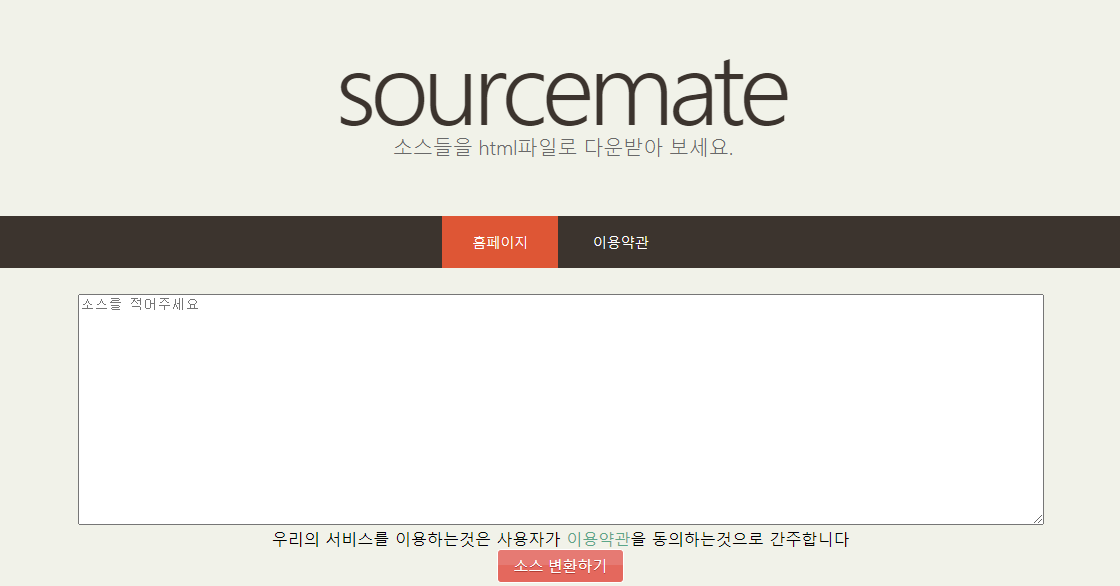 sourcemate
소스들을 html파일로 다운받아 보세요.
홈페이지 이용약관
소스를 적어주세요
우리의 서비스를 이용하는것은 사용자가 이용약관을 동의하는것으로 간주합니다
소스 변환하기